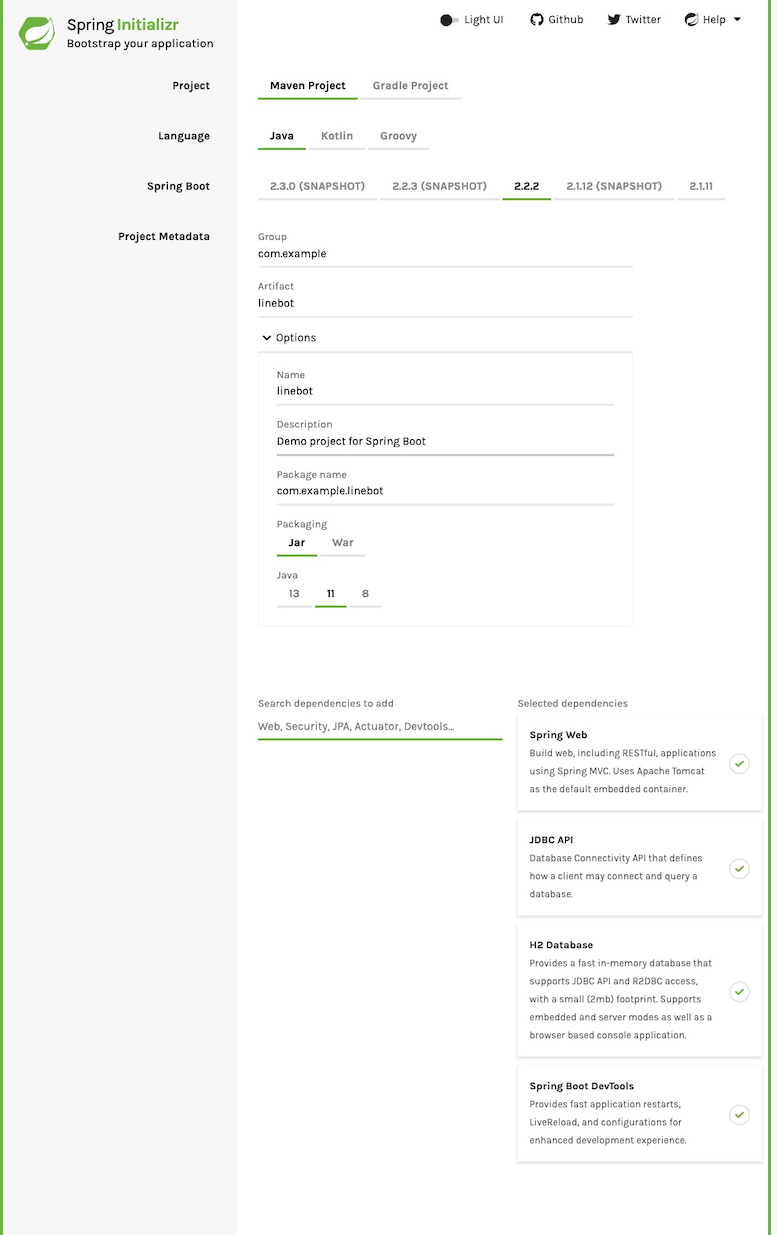 Spring Initializr
Bootstrap your application
Light UI
Github
Twitter
Help
Project
Maven Project
Gradle Project
Language
Java
Kotlin
Groovy
Spring Boot
2.3.0 (SNAPSHOT)
2.2.3 (SNAPSHOT)
2.2.2
2.1.12 (SNAPSHOT)
2.1.11
Project Metadata
Group
com.example
Artifact
linebot
Options
Name
linebot
Description
Demo project for Spring Boot
Package name
com.example.linebot
Packaging
Jar
War
Java
13
11
8
Search dependencies to add
Web, Security, JPA, Actuator, Devtools...
Selected dependencies
Spring Web
Build web, including RESTful, applications
using Spring MVC. Uses Apache Tomcat
as the default embedded container.
JDBC API
Database Connectivity API that defines
how a client may connect and query a
database.
H2 Database
Provides a fast in-memory database that
supports JDBC API and R2DBC access,
with a small (2mb) footprint. Supports
embedded and server modes as well as a
browser based console application.
Spring Boot DevTools
Provides fast application restarts,
LiveReload, and configurations for
enhanced development experience.